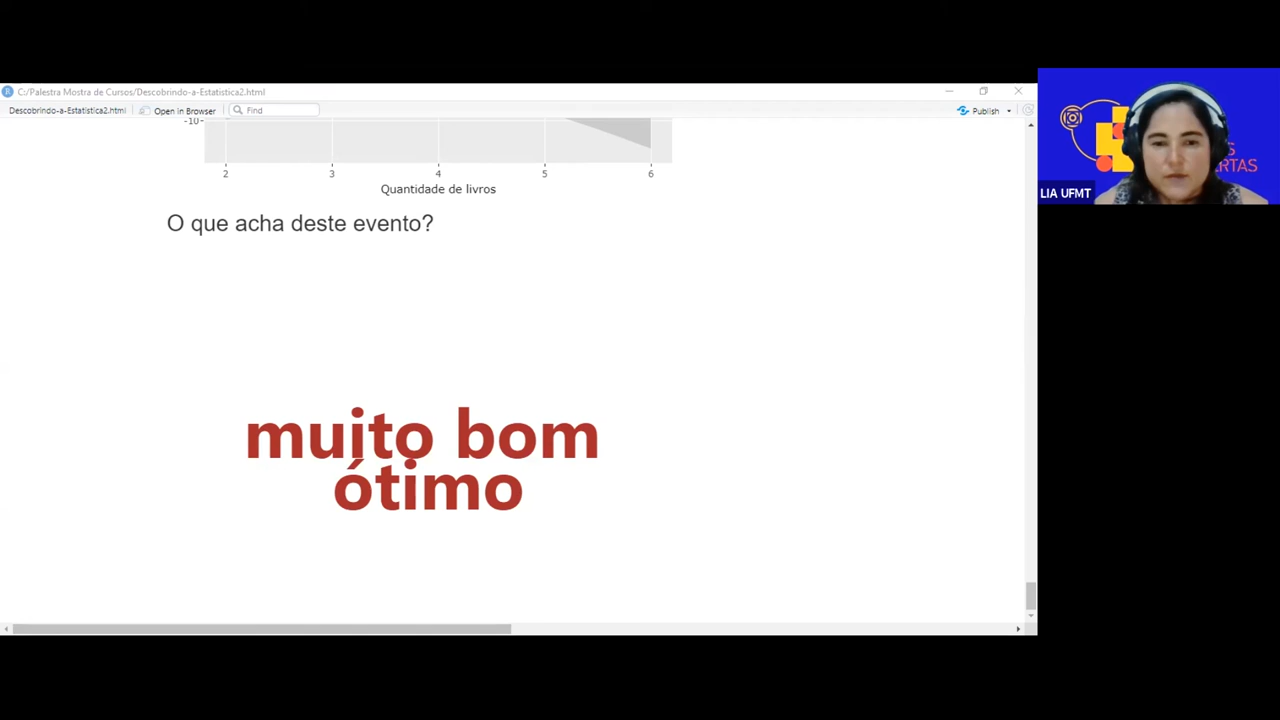 C:/Palestra Mostra de Cursos/Descobrindo-a-Estatistica2.html
Descobrindo-a-Estatistica2.html
Open in Browser
Find
Publish
-10
2 3 4 5 6
Quantidade de livros
O que acha deste evento?
muito bom
ótimo
LIA UFMT